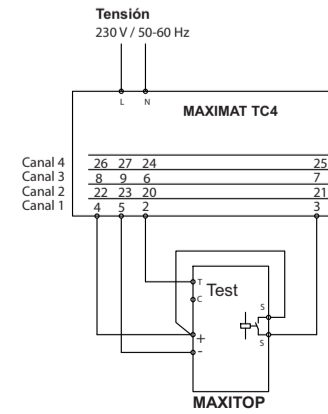 Tensión
230 V / 50-60 Hz
L N
MAXIMAT TC4
Canal 4 26 27 24 25
Canal 3 8 9 6 7
Canal 2 22 23 20 21
Canal 1 4 5 2 3
T Test
C
S
+
S
-
MAXITOP